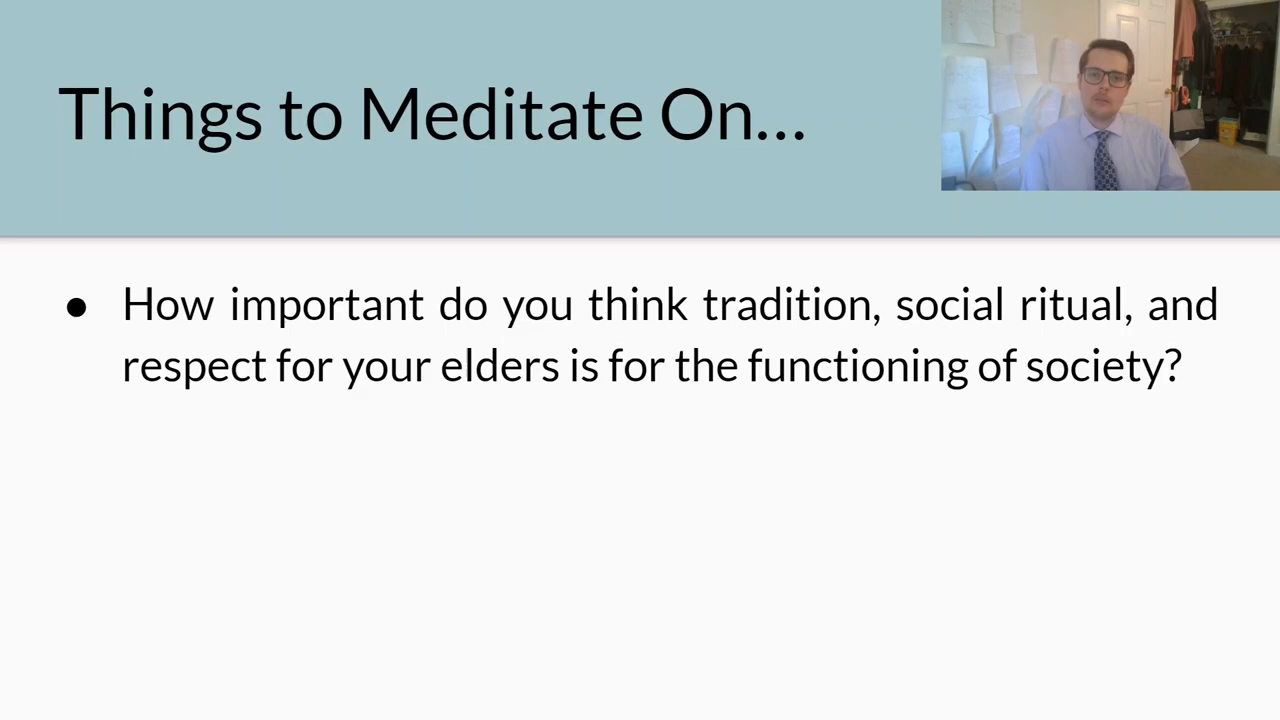 Things to Meditate On...
● How important do you think tradition, social ritual, and
respect for your elders is for the functioning of society?